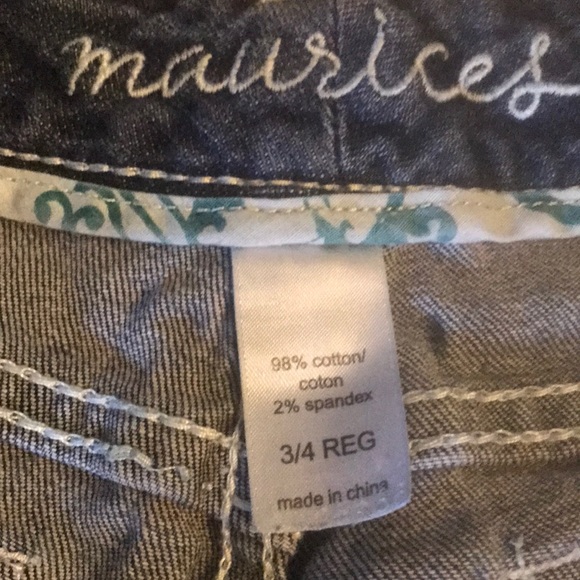 maurices
98% cotton/
coton
2% spandex
3/4 REG
made in china